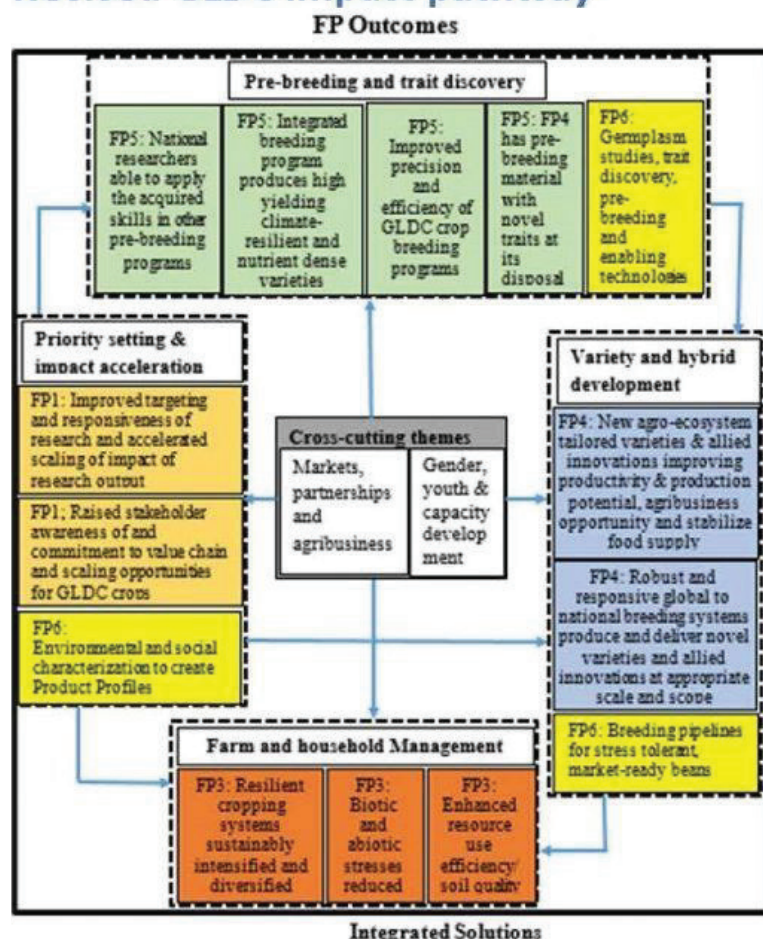 FP Outcomes
Pre-breeding and trait discovery
FP5: National
researchers
able to apply
the acquired
skills in other
pre-breeding
programs
FP5: Integrated
breeding
program
produces high
yielding
climate-
resilient and
nutrient dense
varieties
FP5:
Improved
precision
and
efficiency of
GLDC crop
breeding
programs
FP5: FP4
has pre-
breeding
material
with
novel
traits at
its
disposal
FP6:
Germplasm
studies, trait
discovery,
pre-
breeding
and
enabling
technologies
Priority setting &
impact acceleration
FP1: Improved targeting
and responsiveness of
research and accelerated
scaling of impact of
research output
FP1; Raised stakeholder
awareness of and
commitment to value chain
and scaling opportunities
for GLDC crops
FP6:
Environmental and social
characterization to create
Product Profiles
Cross-cutting themes
Markets,
partnerships
and
agribusiness
Gender,
youth &
capacity
develop
ment
Variety and hybrid
development
FP4: New agro-ecosystem
tailored varieties & allied
innovations improving
productivity & production
potential, agribusiness
opportunity and stabilize
food supply
FP4: Robust and
responsive global to
national breeding systems
produce and deliver novel
varieties and allied
innovations at appropriate
scale and scope
FP6: Breeding pipelines
for stress tolerant,
market-ready beans
Farm and household Management
FP3: Resilient
cropping
systems
sustainably
intensified and
diversified
FP3:
Biotic
and
abiotic
stresses
reduced
FP3:
Enhanced
resource
use
efficiency/
soil quality
Integrated Solutions